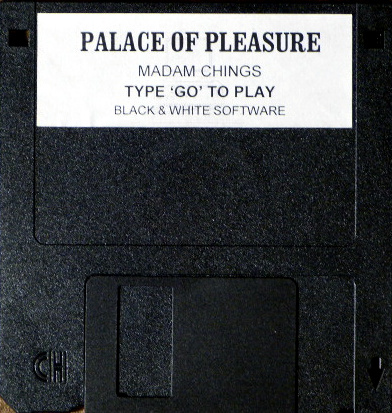 PALACE OF PLEASURE
MADAM CHINGS
TYPE 'GO' TO PLAY
BLACK & WHITE SOFTWARE